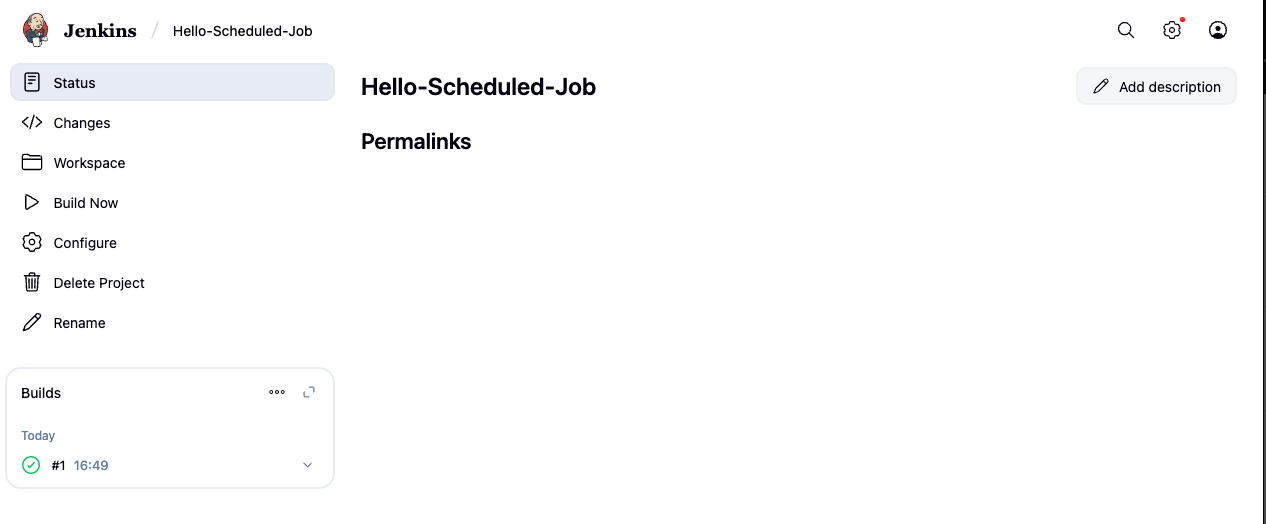 Jenkins / Hello-Scheduled-Job
Status
Changes
Workspace
Build Now
Configure
Delete Project
Rename
Builds
Today
#1 16:49
Hello-Scheduled-Job
Add description
Permalinks